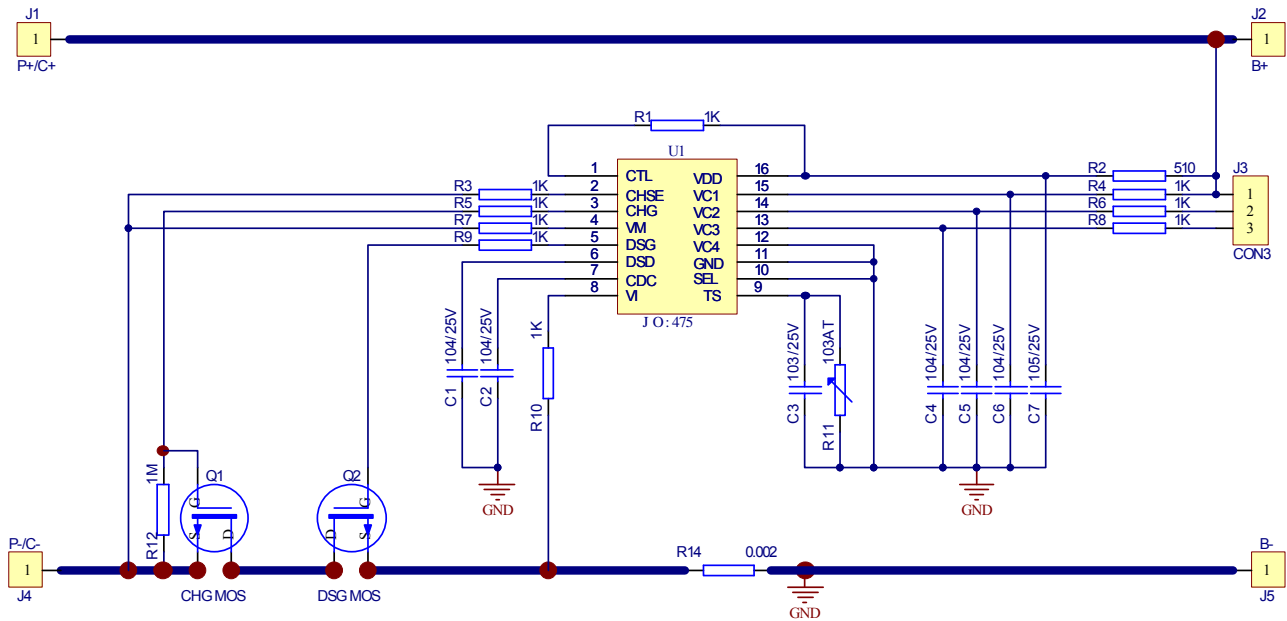 J1
1
P+/C+
J2
1
B+
R1 1K
U1
1 CTL VDD 16
2 CHSE VC1 15
3 CHG VC2 14
4 VM VC3 13
5 DSG VC4 12
6 DSD GND 11
7 CDC SEL 10
8 VI TS 9
J O : 475
R3 1K
R5 1K
R7 1K
R9 1K
R2 510
R4 1K
R6 1K
R8 1K
J3
1
2
3
CON3
C1 104/25V
C2 104/25V
R10 1K
C3 103/25V
R11 103AT
C4 104/25V
C5 104/25V
C6 104/25V
C7 105/25V
GND
GND
R12 1M
Q1
G
S
D
Q2
G
D
S
P-/C-
1
J4
CHG MOS
DSG MOS
R14 0.002
GND
B-
1
J5